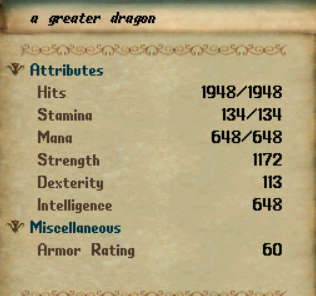 a greater dragon
Attributes
Hits 1948/1948
Stamina 134/134
Mana 648/648
Strength 1172
Dexterity 113
Intelligence 648
Miscellaneous
Armor Rating 60